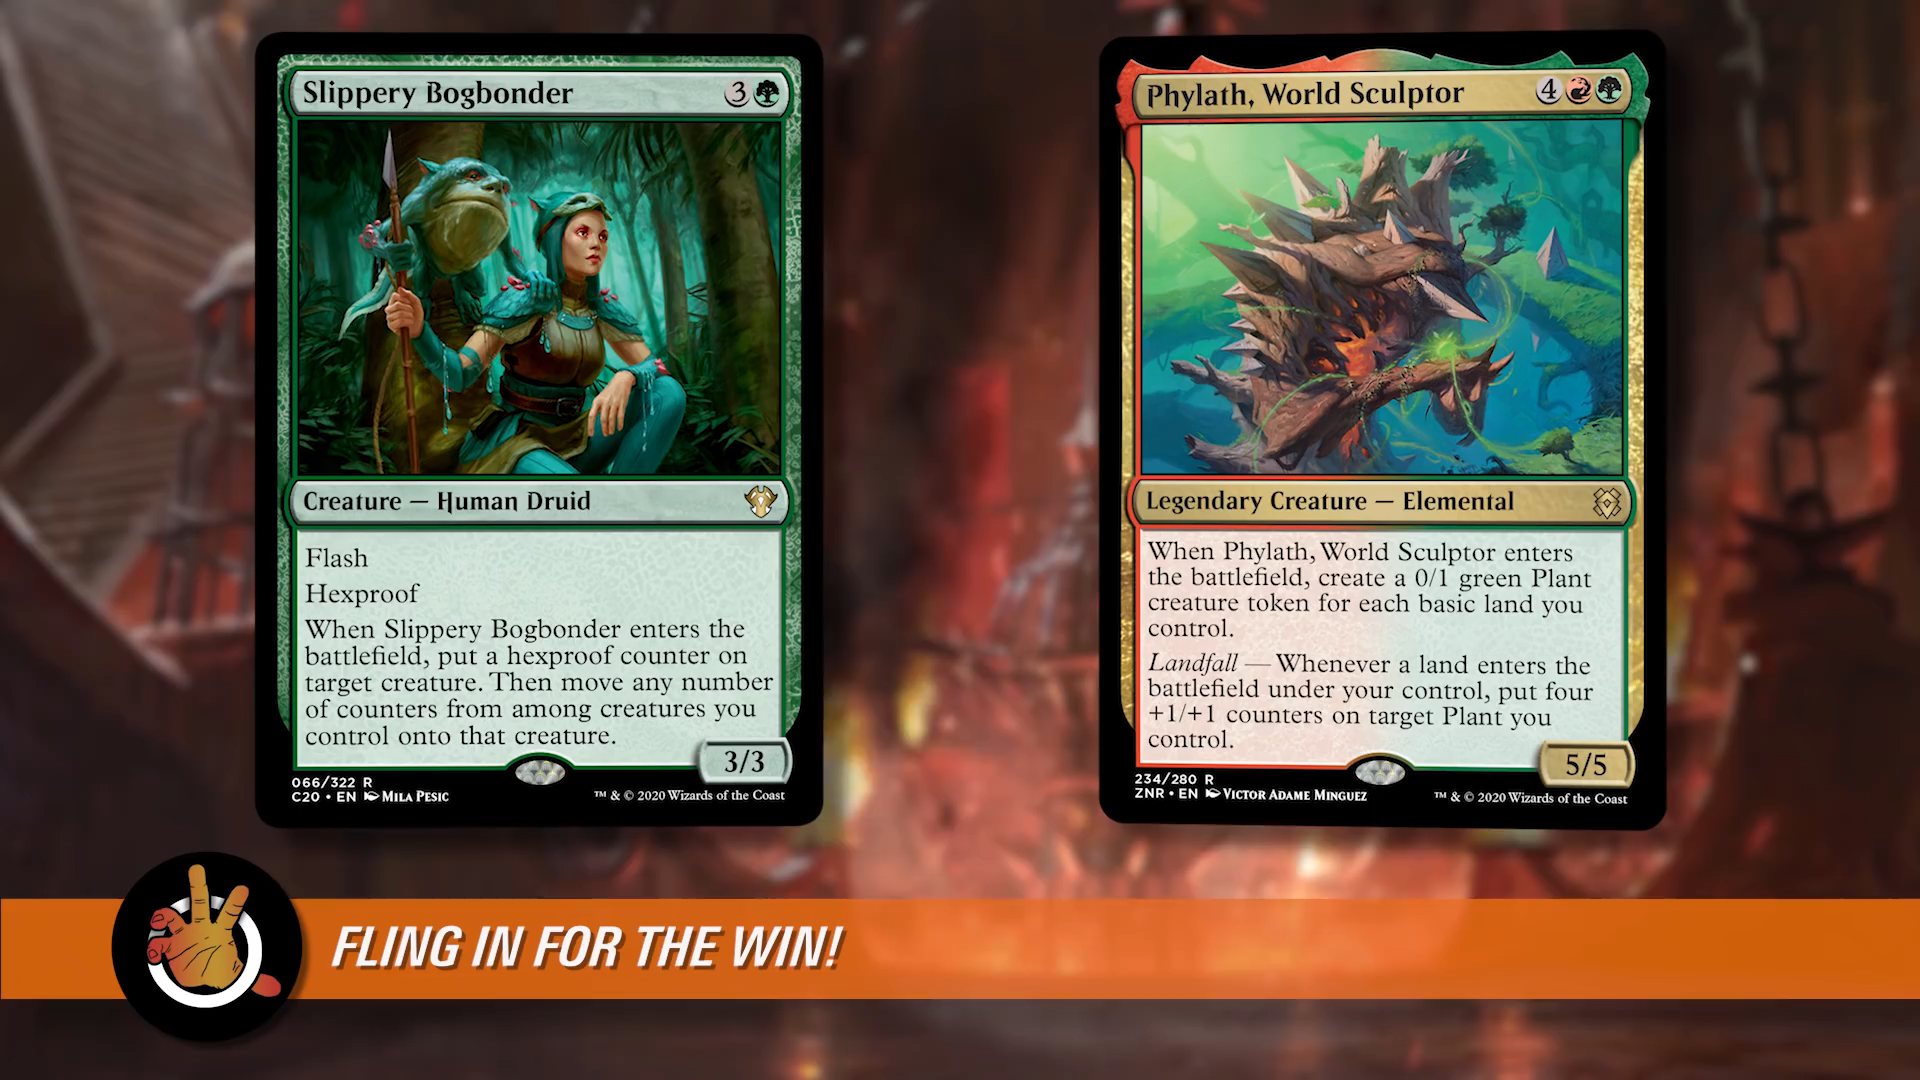 Slippery Bogbonder
3
Creature — Human Druid
Flash
Hexproof
When Slippery Bogbonder enters the
battlefield, put a hexproof counter on
target creature. Then move any number
of counters from among creatures you
control onto that creature.
3/3
066/322 R
C20 • EN MILA PESIC
™ & © 2020 Wizards of the Coast
Phylath, World Sculptor
4
Legendary Creature — Elemental
When Phylath, World Sculptor enters
the battlefield, create a 0/1 green Plant
creature token for each basic land you
control.
Landfall — Whenever a land enters the
battlefield under your control, put four
+1/+1 counters on target Plant you
control.
5/5
234/280 R
ZNR • EN VICTOR ADAME MINGUEZ
™ & © 2020 Wizards of the Coast
FLING IN FOR THE WIN!